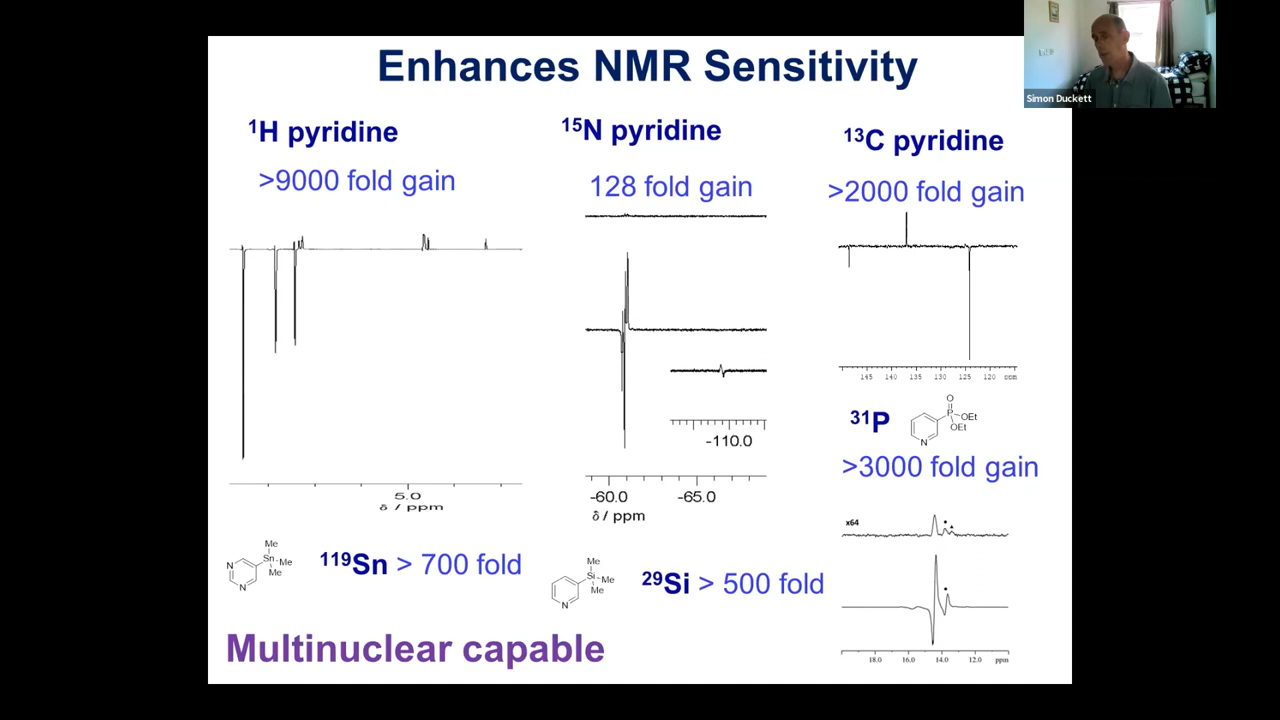 Enhances NMR Sensitivity
Simon Duckett
¹H pyridine
>9000 fold gain
5.0
δ / ppm
¹⁵N pyridine
128 fold gain
-110.0
-60.0 -65.0
δ / ppm
¹³C pyridine
>2000 fold gain
145 140 135 130 125 120 ppm
³¹P
O
P
OEt
OEt
N
>3000 fold gain
x64
18.0 16.0 14.0 12.0 ppm
Me
Sn
Me
Me
N
N
¹¹⁹Sn > 700 fold
Me
Si
Me
Me
N
²⁹Si > 500 fold
Multinuclear capable